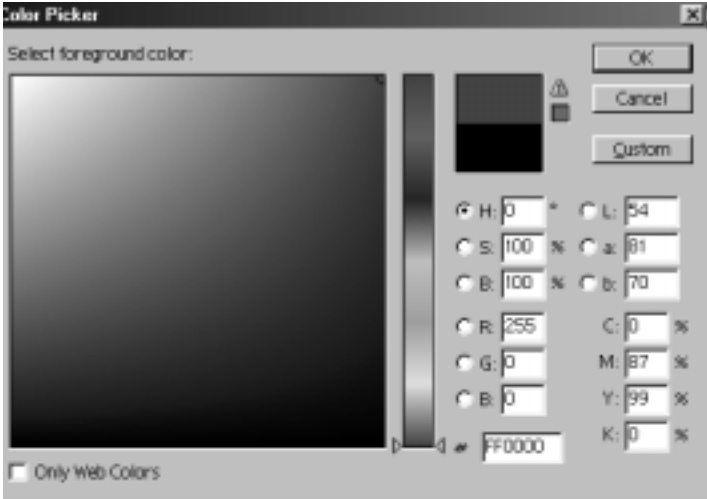 Color Picker
Select foreground color:
OK
Cancel
Custom
H: 0 °
L: 54
S: 100 %
a: 81
B: 100 %
b: 70
R: 255
C: 0 %
G: 0
M: 87 %
B: 0
Y: 99 %
# FF0000
K: 0 %
Only Web Colors